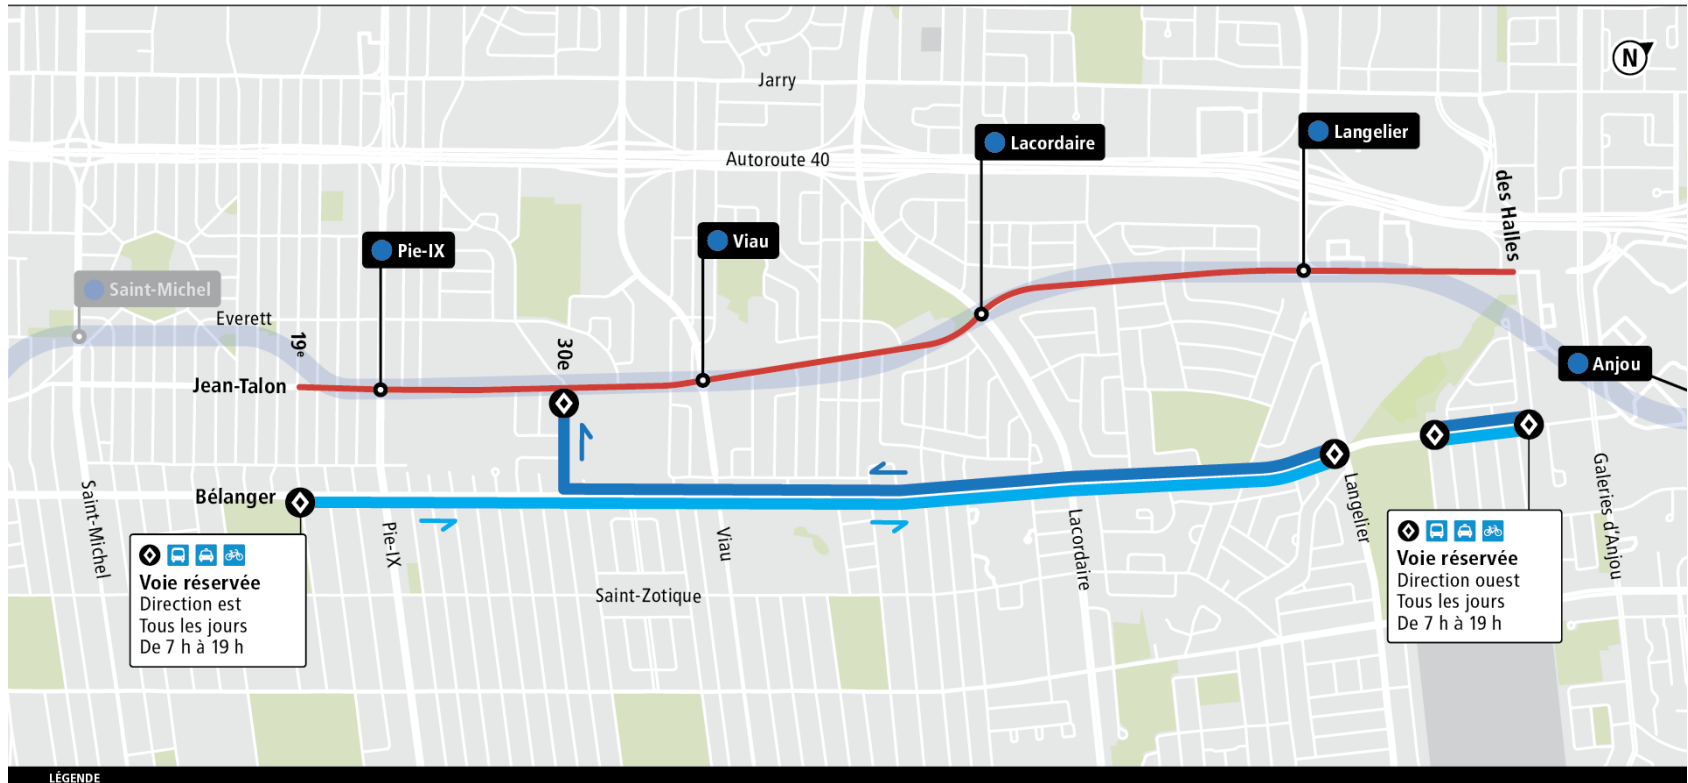 N
Jarry
Langelier
Lacordaire
Autoroute 40
des Halles
Viau
Pie-IX
Saint-Michel
Everett
19e
30e
Jean-Talon
Anjou
Bélanger
Saint-Michel
Pie-IX
Viau
Lacordaire
Langelier
Galeries d'Anjou
Voie réservée
Direction est
Tous les jours
De 7 h à 19 h
Saint-Zotique
Voie réservée
Direction ouest
Tous les jours
De 7 h à 19 h
LÉGENDE